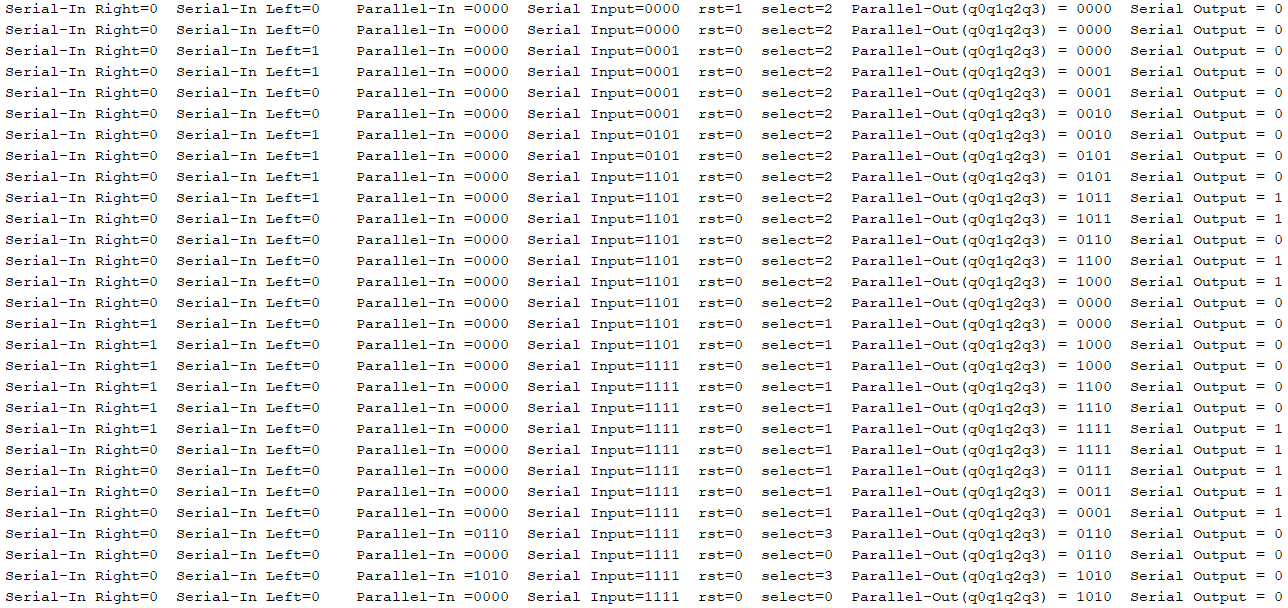 Serial-In Right=0 Serial-In Left=0 Parallel-In =0000 Serial Input=0000 rst=1 select=2 Parallel-Out(q0q1q2q3) = 0000 Serial Output = 0
Serial-In Right=0 Serial-In Left=0 Parallel-In =0000 Serial Input=0000 rst=0 select=2 Parallel-Out(q0q1q2q3) = 0000 Serial Output = 0
Serial-In Right=0 Serial-In Left=1 Parallel-In =0000 Serial Input=0001 rst=0 select=2 Parallel-Out(q0q1q2q3) = 0000 Serial Output = 0
Serial-In Right=0 Serial-In Left=1 Parallel-In =0000 Serial Input=0001 rst=0 select=2 Parallel-Out(q0q1q2q3) = 0001 Serial Output = 0
Serial-In Right=0 Serial-In Left=0 Parallel-In =0000 Serial Input=0001 rst=0 select=2 Parallel-Out(q0q1q2q3) = 0001 Serial Output = 0
Serial-In Right=0 Serial-In Left=0 Parallel-In =0000 Serial Input=0001 rst=0 select=2 Parallel-Out(q0q1q2q3) = 0010 Serial Output = 0
Serial-In Right=0 Serial-In Left=1 Parallel-In =0000 Serial Input=0101 rst=0 select=2 Parallel-Out(q0q1q2q3) = 0010 Serial Output = 0
Serial-In Right=0 Serial-In Left=1 Parallel-In =0000 Serial Input=0101 rst=0 select=2 Parallel-Out(q0q1q2q3) = 0101 Serial Output = 0
Serial-In Right=0 Serial-In Left=1 Parallel-In =0000 Serial Input=1101 rst=0 select=2 Parallel-Out(q0q1q2q3) = 0101 Serial Output = 0
Serial-In Right=0 Serial-In Left=1 Parallel-In =0000 Serial Input=1101 rst=0 select=2 Parallel-Out(q0q1q2q3) = 1011 Serial Output = 1
Serial-In Right=0 Serial-In Left=0 Parallel-In =0000 Serial Input=1101 rst=0 select=2 Parallel-Out(q0q1q2q3) = 1011 Serial Output = 1
Serial-In Right=0 Serial-In Left=0 Parallel-In =0000 Serial Input=1101 rst=0 select=2 Parallel-Out(q0q1q2q3) = 0110 Serial Output = 0
Serial-In Right=0 Serial-In Left=0 Parallel-In =0000 Serial Input=1101 rst=0 select=2 Parallel-Out(q0q1q2q3) = 1100 Serial Output = 1
Serial-In Right=0 Serial-In Left=0 Parallel-In =0000 Serial Input=1101 rst=0 select=2 Parallel-Out(q0q1q2q3) = 1000 Serial Output = 1
Serial-In Right=0 Serial-In Left=0 Parallel-In =0000 Serial Input=1101 rst=0 select=2 Parallel-Out(q0q1q2q3) = 0000 Serial Output = 0
Serial-In Right=1 Serial-In Left=0 Parallel-In =0000 Serial Input=1101 rst=0 select=1 Parallel-Out(q0q1q2q3) = 0000 Serial Output = 0
Serial-In Right=1 Serial-In Left=0 Parallel-In =0000 Serial Input=1101 rst=0 select=1 Parallel-Out(q0q1q2q3) = 1000 Serial Output = 0
Serial-In Right=1 Serial-In Left=0 Parallel-In =0000 Serial Input=1111 rst=0 select=1 Parallel-Out(q0q1q2q3) = 1000 Serial Output = 0
Serial-In Right=1 Serial-In Left=0 Parallel-In =0000 Serial Input=1111 rst=0 select=1 Parallel-Out(q0q1q2q3) = 1100 Serial Output = 0
Serial-In Right=1 Serial-In Left=0 Parallel-In =0000 Serial Input=1111 rst=0 select=1 Parallel-Out(q0q1q2q3) = 1110 Serial Output = 0
Serial-In Right=1 Serial-In Left=0 Parallel-In =0000 Serial Input=1111 rst=0 select=1 Parallel-Out(q0q1q2q3) = 1111 Serial Output = 1
Serial-In Right=0 Serial-In Left=0 Parallel-In =0000 Serial Input=1111 rst=0 select=1 Parallel-Out(q0q1q2q3) = 1111 Serial Output = 1
Serial-In Right=0 Serial-In Left=0 Parallel-In =0000 Serial Input=1111 rst=0 select=1 Parallel-Out(q0q1q2q3) = 0111 Serial Output = 1
Serial-In Right=0 Serial-In Left=0 Parallel-In =0000 Serial Input=1111 rst=0 select=1 Parallel-Out(q0q1q2q3) = 0011 Serial Output = 1
Serial-In Right=0 Serial-In Left=0 Parallel-In =0000 Serial Input=1111 rst=0 select=1 Parallel-Out(q0q1q2q3) = 0001 Serial Output = 1
Serial-In Right=0 Serial-In Left=0 Parallel-In =0110 Serial Input=1111 rst=0 select=3 Parallel-Out(q0q1q2q3) = 0110 Serial Output = 0
Serial-In Right=0 Serial-In Left=0 Parallel-In =0000 Serial Input=1111 rst=0 select=0 Parallel-Out(q0q1q2q3) = 0110 Serial Output = 0
Serial-In Right=0 Serial-In Left=0 Parallel-In =1010 Serial Input=1111 rst=0 select=3 Parallel-Out(q0q1q2q3) = 1010 Serial Output = 0
Serial-In Right=0 Serial-In Left=0 Parallel-In =0000 Serial Input=1111 rst=0 select=0 Parallel-Out(q0q1q2q3) = 1010 Serial Output = 0